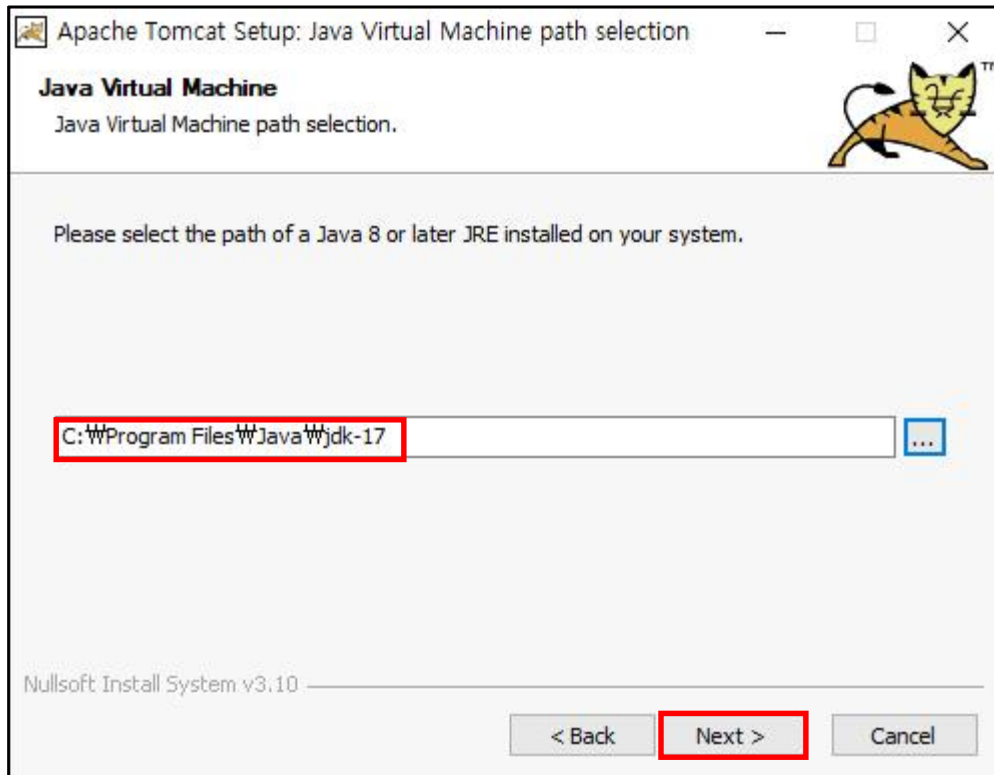 Apache Tomcat Setup: Java Virtual Machine path selection
Java Virtual Machine
Java Virtual Machine path selection.
TM
Please select the path of a Java 8 or later JRE installed on your system.
C:₩Program Files₩Java₩jdk-17
...
Nullsoft Install System v3.10
< Back
Next >
Cancel